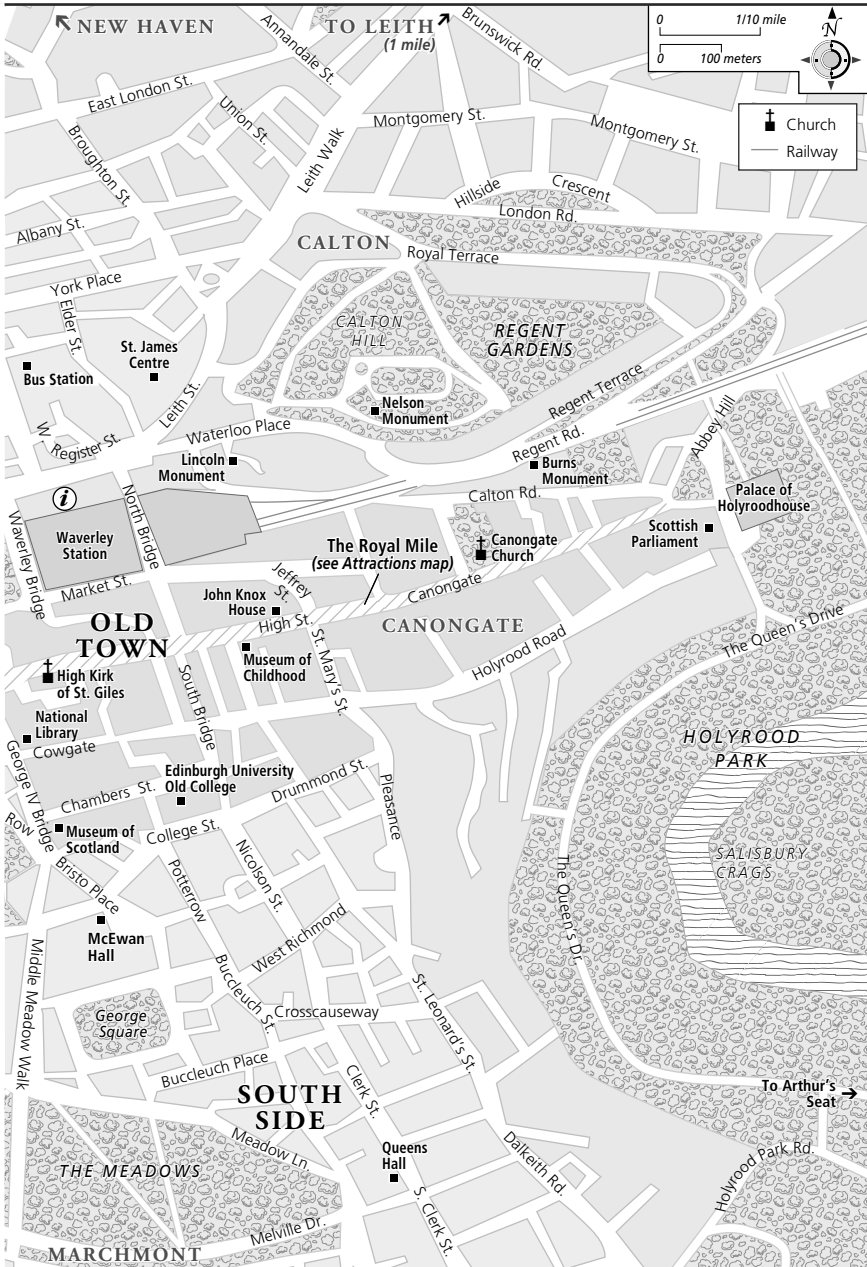 NEW HAVEN
TO LEITH
(1 mile)
0 1/10 mile
0 100 meters
N
Church
Railway
Annandale St.
Brunswick Rd.
East London St.
Union St.
Broughton St.
Leith Walk
Montgomery St.
Montgomery St.
Hillside
Crescent
London Rd.
Albany St.
CALTON
Royal Terrace
York Place
Elder St.
CALTON
HILL
REGENT
GARDENS
St. James
Centre
Bus Station
Leith St.
Nelson
Monument
Regent Terrace
W Register St.
Waterloo Place
Regent Rd.
Abbey Hill
Lincoln
Monument
Burns
Monument
Calton Rd.
Palace of
Holyroodhouse
i
North Bridge
Waverley
Station
Waverley Bridge
The Royal Mile
(see Attractions map)
Canongate
Church
Scottish
Parliament
Market St.
Jeffrey
St.
John Knox
House
Canongate
OLD
TOWN
High St.
CANONGATE
St. Mary's St.
Holyrood Road
The Queen's Drive
High Kirk
of St. Giles
Museum of
Childhood
South Bridge
National
Library
Cowgate
HOLYROOD
PARK
George IV Bridge
Chambers St.
Edinburgh University
Old College
Drummond St.
Pleasance
Row
Museum of
Scotland
College St.
SALISBURY
CRAGS
Bristo Place
Potterrow
Nicolson St.
The Queen's Dr.
McEwan
Hall
West Richmond
Middle Meadow Walk
Buccleuch St.
St. Leonard's St.
George
Square
Crosscauseway
Buccleuch Place
Clerk St.
To Arthur's
Seat
SOUTH
SIDE
Meadow Ln.
Queens
Hall
Dalkeith Rd.
THE MEADOWS
Holyrood Park Rd.
S. Clerk St.
Melville Dr.
MARCHMONT